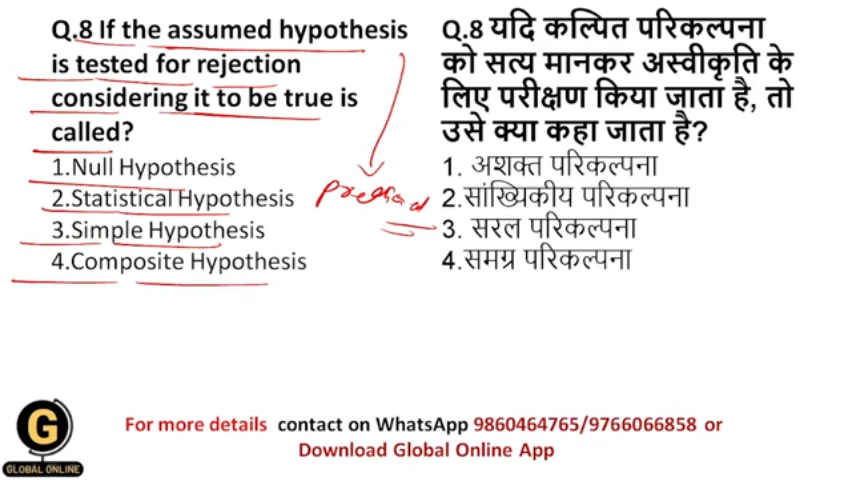 Q.8 If the assumed hypothesis
is tested for rejection
considering it to be true is
called?
1.Null Hypothesis
2.Statistical Hypothesis
3.Simple Hypothesis
4.Composite Hypothesis
Q.8 यदि कल्पित परिकल्पना
को सत्य मानकर अस्वीकृति के
लिए परीक्षण किया जाता है, तो
उसे क्या कहा जाता है?
1. अशक्त परिकल्पना
2.सांख्यिकीय परिकल्पना
3. सरल परिकल्पना
4.समग्र परिकल्पना
G
GLOBAL ONLINE
For more details contact on WhatsApp 9860464765/9766066858 or
Download Global Online App